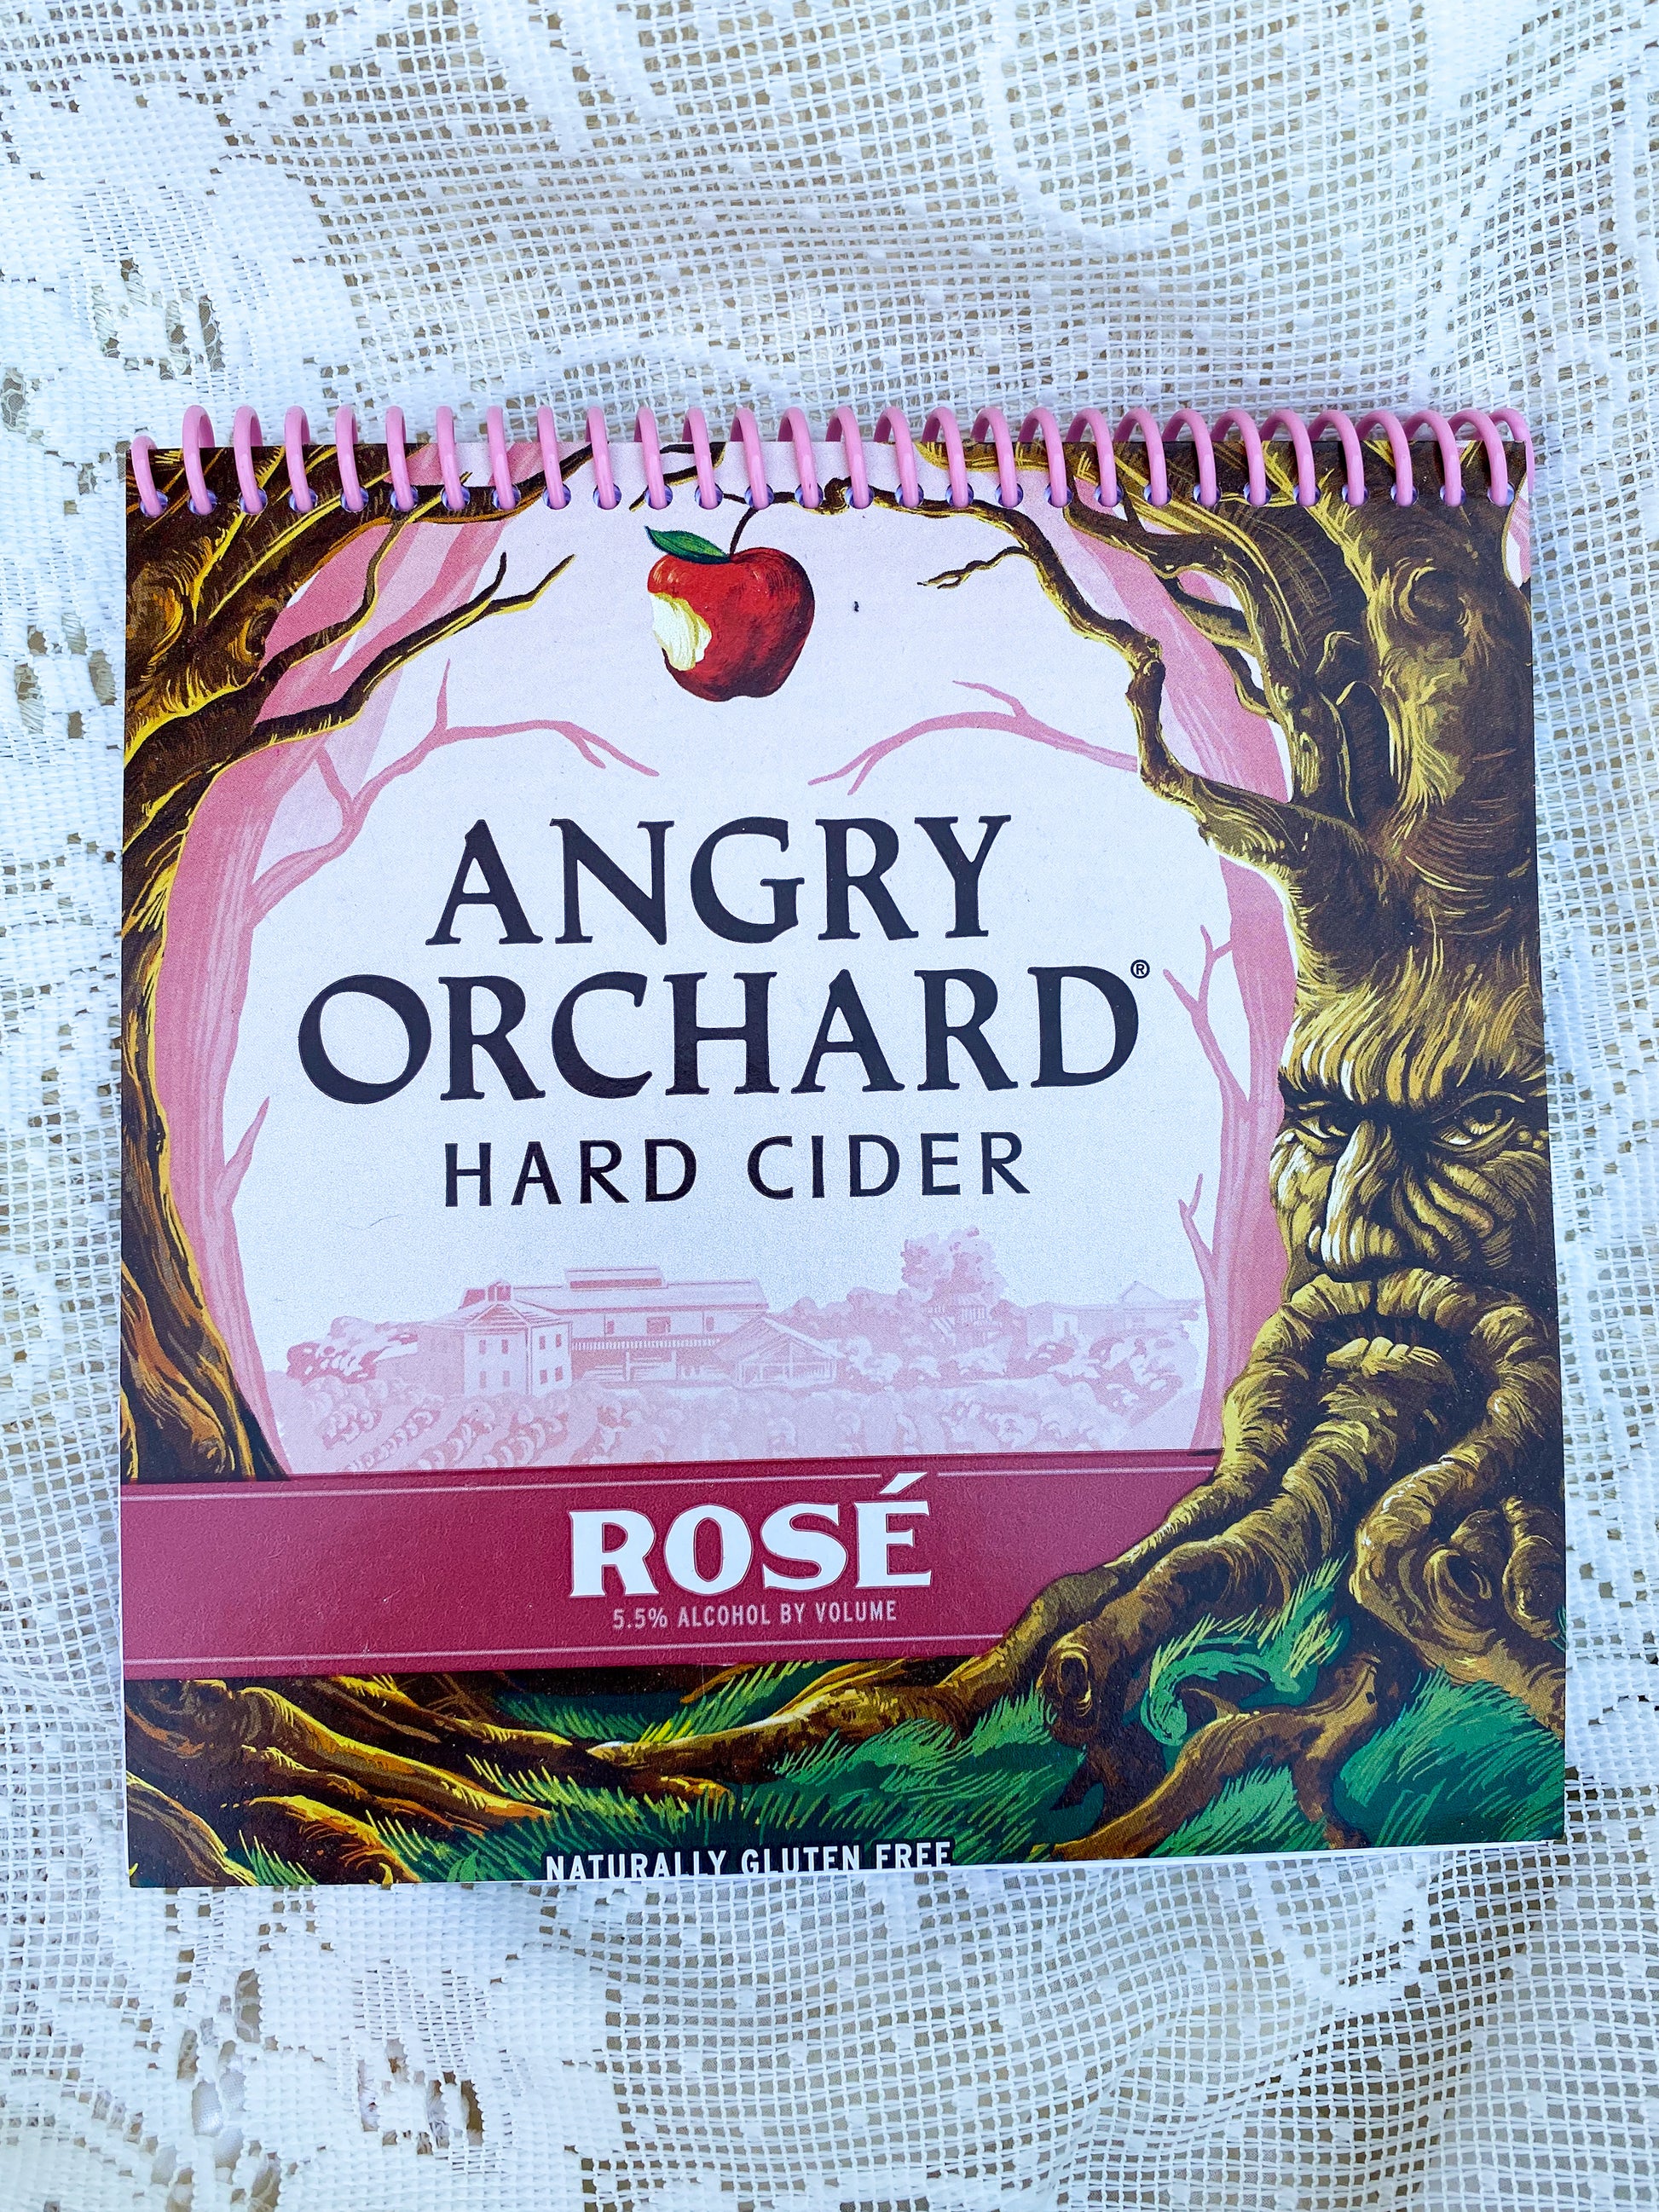 ANGRY
ORCHARD®
HARD CIDER
ROSÉ
5.5% ALCOHOL BY VOLUME
NATURALLY GLUTEN FREE